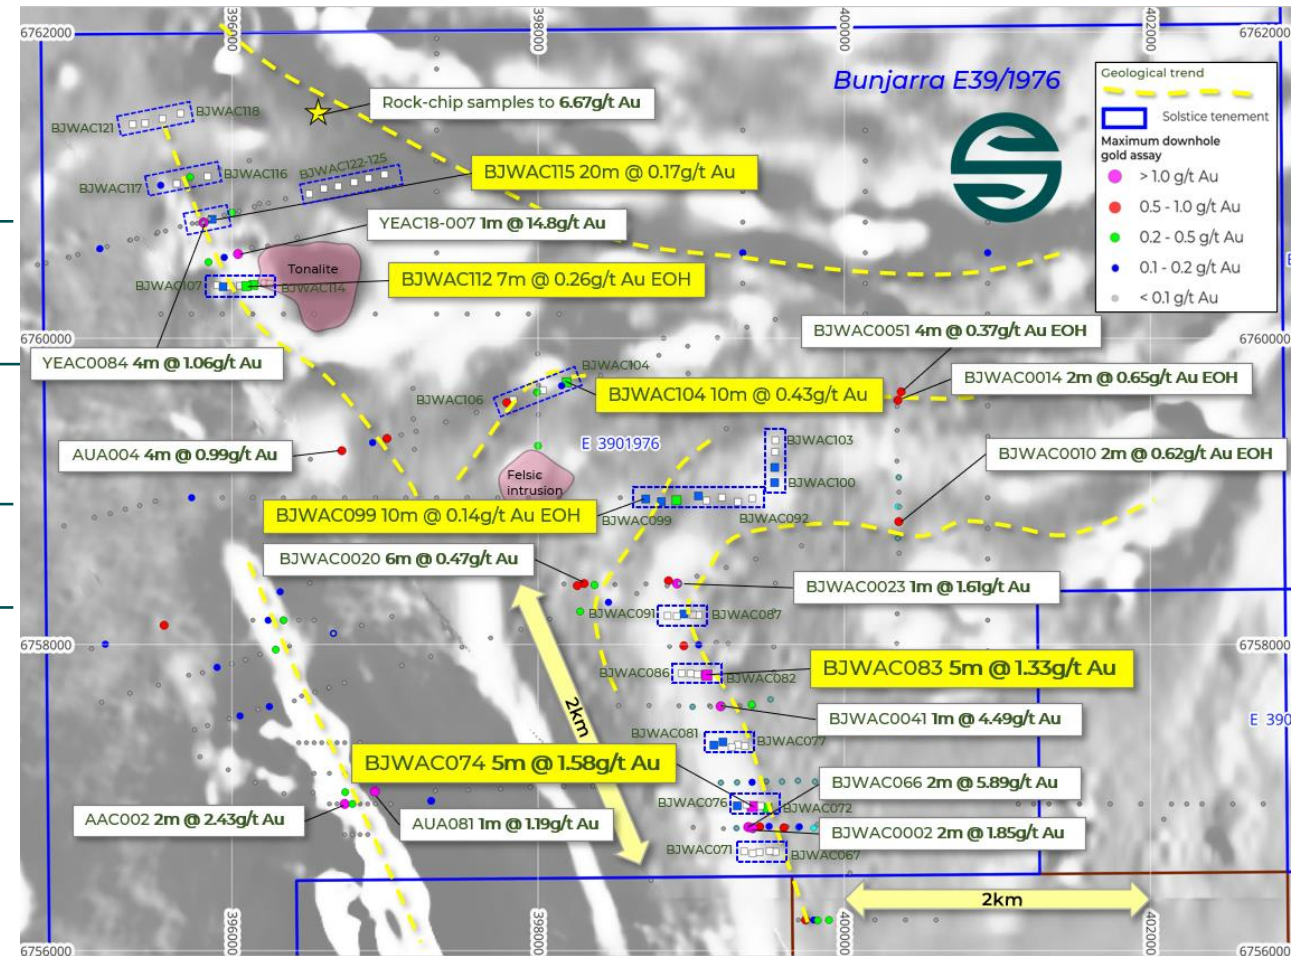 6762000
396000
398000
400000
402000
6762000
Bunjarra E39/1976
Geological trend
Solstice tenement
Maximum downhole
gold assay
> 1.0 g/t Au
0.5 - 1.0 g/t Au
0.2 - 0.5 g/t Au
0.1 - 0.2 g/t Au
< 0.1 g/t Au
Rock-chip samples to 6.67g/t Au
BJWAC118
BJWAC121
BJWAC122-125
BJWAC115 20m @ 0.17g/t Au
BJWAC116
BJWAC117
YEAC18-007 1m @ 14.8g/t Au
Tonalite
BJWAC112 7m @ 0.26g/t Au EOH
BJWAC107
BJWAC114
BJWAC0051 4m @ 0.37g/t Au EOH
6760000
6760000
YEAC0084 4m @ 1.06g/t Au
BJWAC104
BJWAC0014 2m @ 0.65g/t Au EOH
BJWAC104 10m @ 0.43g/t Au
BJWAC106
E 3901976
BJWAC103
AUA004 4m @ 0.99g/t Au
BJWAC0010 2m @ 0.62g/t Au EOH
Felsic
intrusion
BJWAC100
BJWAC099 10m @ 0.14g/t Au EOH
BJWAC099
BJWAC092
BJWAC0020 6m @ 0.47g/t Au
BJWAC0023 1m @ 1.61g/t Au
BJWAC091
BJWAC087
6758000
6758000
BJWAC083 5m @ 1.33g/t Au
BJWAC086
BJWAC082
2km
BJWAC0041 1m @ 4.49g/t Au
E 390
BJWAC081
BJWAC077
BJWAC074 5m @ 1.58g/t Au
BJWAC066 2m @ 5.89g/t Au
BJWAC076
BJWAC072
AAC002 2m @ 2.43g/t Au
AUA081 1m @ 1.19g/t Au
BJWAC0002 2m @ 1.85g/t Au
BJWAC071
BJWAC067
2km
6756000
396000
398000
400000
402000
6756000